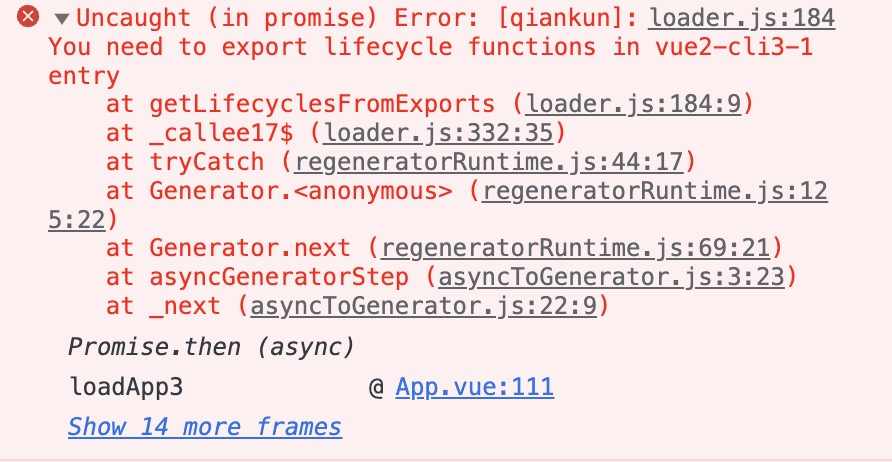 Uncaught (in promise) Error: [qiankun]: loader.js:184
You need to export lifecycle functions in vue2-cli3-1
entry
at getLifecyclesFromExports (loader.js:184:9)
at _callee17$ (loader.js:332:35)
at tryCatch (regeneratorRuntime.js:44:17)
at Generator.<anonymous> (regeneratorRuntime.js:12
5:22)
at Generator.next (regeneratorRuntime.js:69:21)
at asyncGeneratorStep (asyncToGenerator.js:3:23)
at _next (asyncToGenerator.js:22:9)
Promise.then (async)
loadApp3 @ App.vue:111
Show 14 more frames